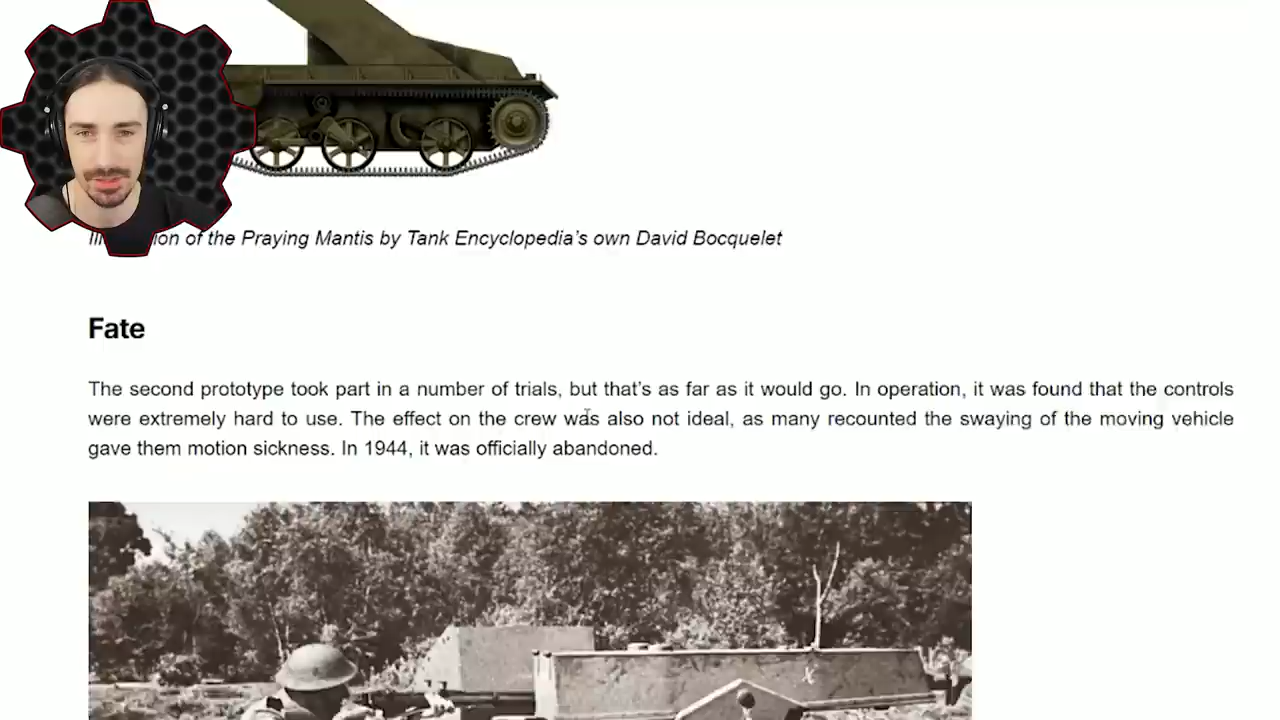 of the Praying Mantis by Tank Encyclopedia's own David Bocquelet
Fate
The second prototype took part in a number of trials, but that's as far as it would go. In operation, it was found that the controls
were extremely hard to use. The effect on the crew was also not ideal, as many recounted the swaying of the moving vehicle
gave them motion sickness. In 1944, it was officially abandoned.